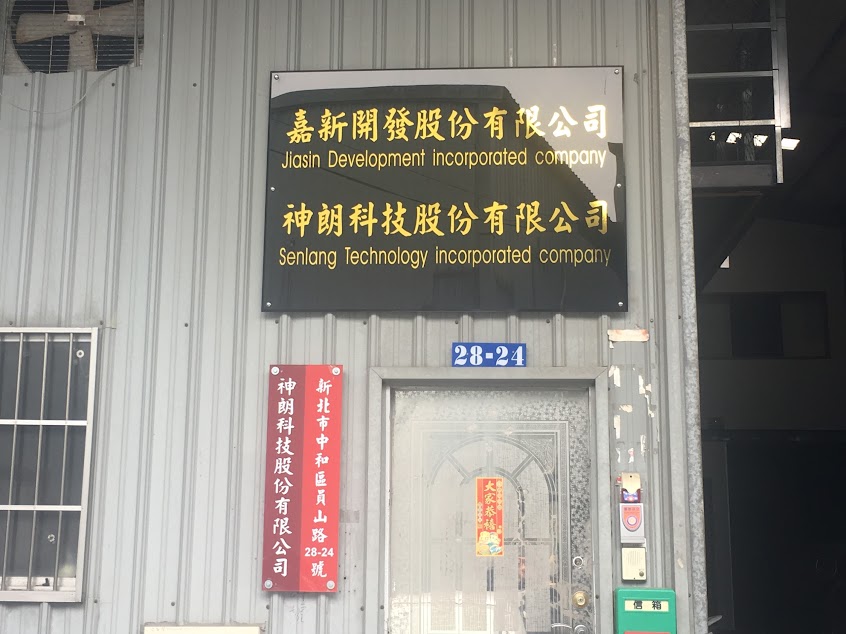 嘉新開發股份有限公司
Jiasin Development incorporated company
神朗科技股份有限公司
Senlang Technology incorporated company
28-24
新北市中和區員山路28-24號
神朗科技股份有限公司
大家恭禧
信箱